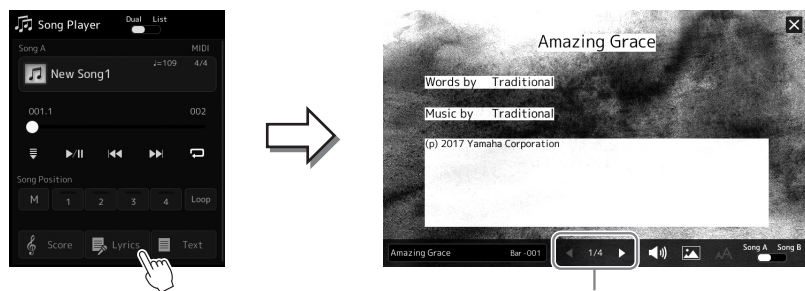 Song Player
Dual List
Song A
MIDI
New Song1
♩=109 4/4
001.1
002
Song Position
M 1 2 3 4 Loop
Score Lyrics Text
Amazing Grace
Words by Traditional
Music by Traditional
(p) 2017 Yamaha Corporation
Amazing Grace
Bar -001
1/4
AA
Song A Song B